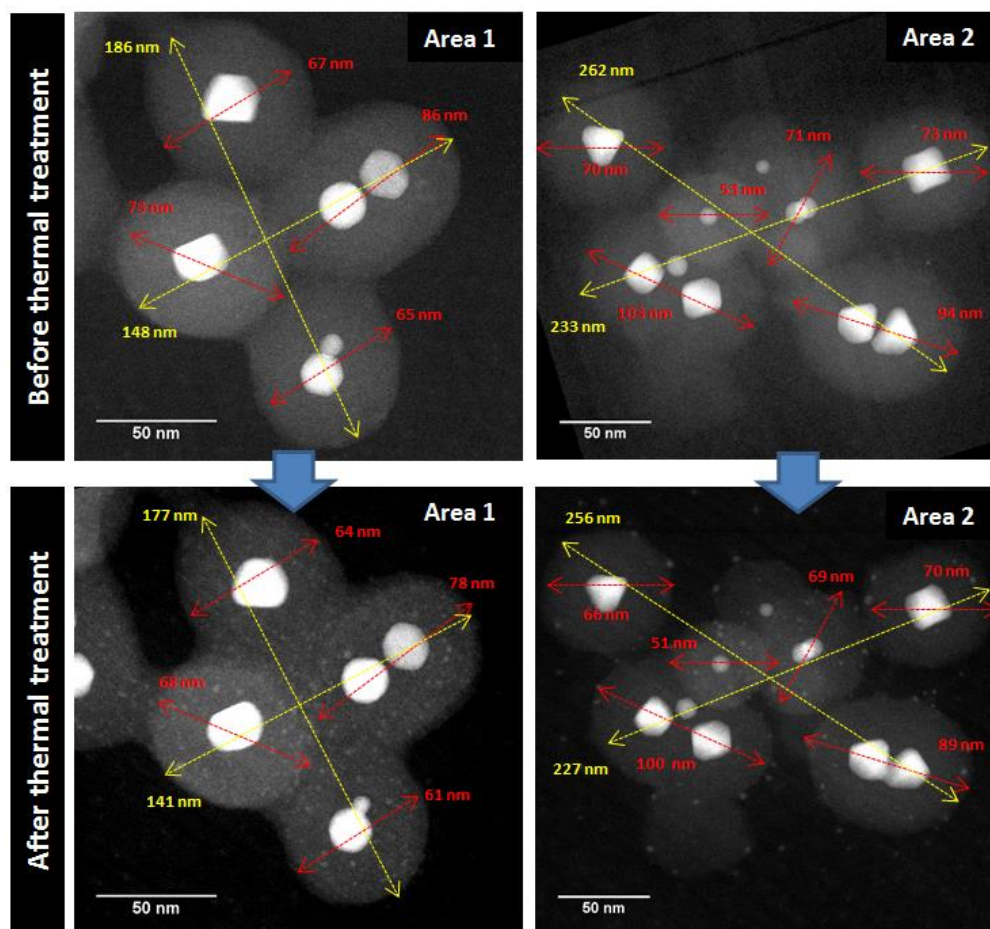 Before thermal treatment
Area 1
186 nm
67 nm
86 nm
73 nm
148 nm
65 nm
50 nm
Area 2
262 nm
71 nm
73 nm
70 nm
53 nm
103 nm
233 nm
94 nm
50 nm
After thermal treatment
Area 1
177 nm
64 nm
78 nm
68 nm
141 nm
61 nm
50 nm
Area 2
256 nm
69 nm
70 nm
66 nm
51 nm
100 nm
227 nm
89 nm
50 nm